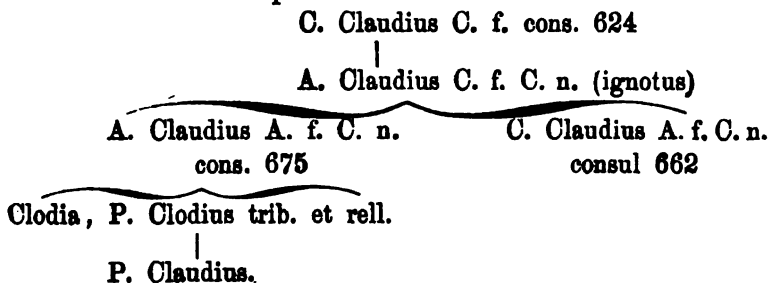 C. Claudius C. f. cons. 624
A. Claudius C. f. C. n. (ignotus)
A. Claudius A. f. C. n. C. Claudius A. f. C. n.
cons. 675 consul 662
Clodia, P. Clodius trib. et rell.
P. Claudius.